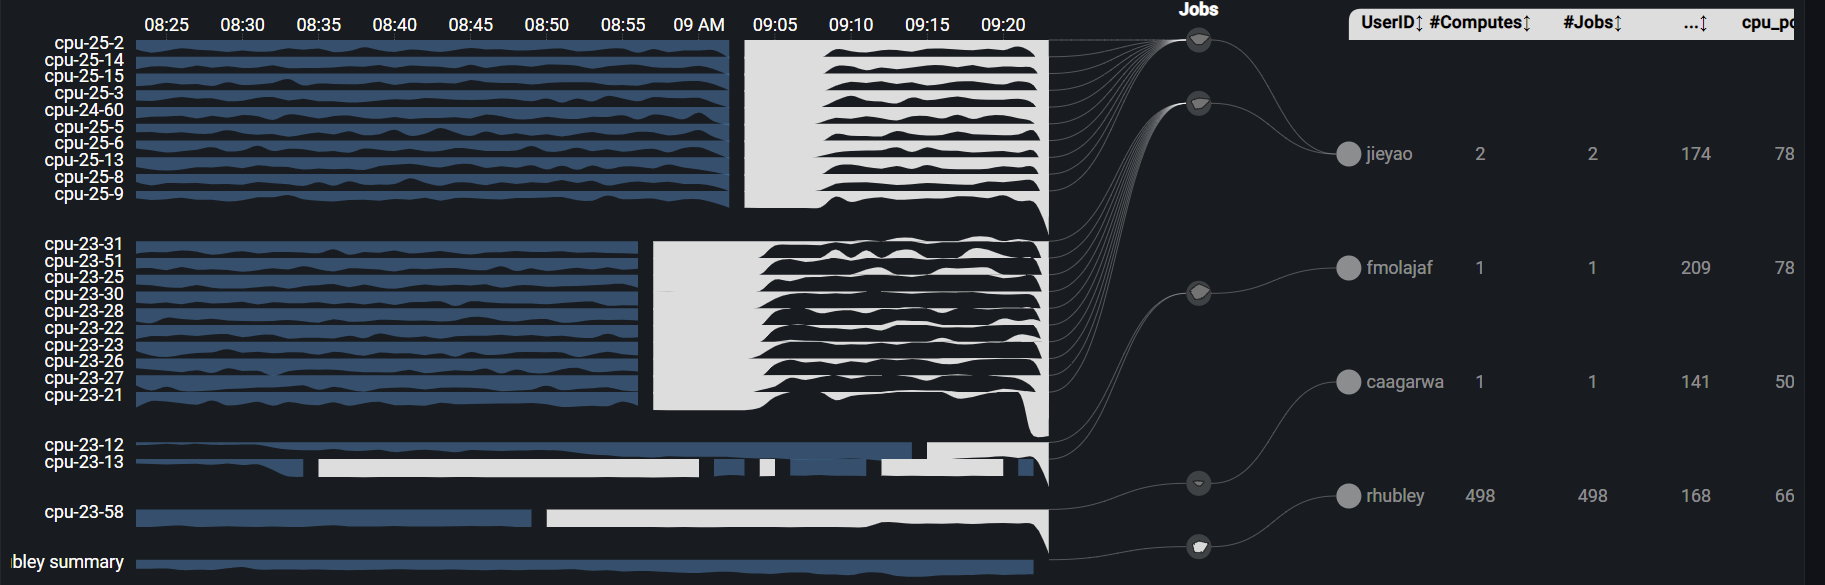 Jobs
08:25 08:30 08:35 08:40 08:45 08:50 08:55 09 AM 09:05 09:10 09:15 09:20
UserID↕ #Computes↕ #Jobs↕ ...↕ cpu_po
cpu-25-2
cpu-25-14
cpu-25-15
cpu-25-3
cpu-24-60
cpu-25-5
cpu-25-6
cpu-25-13
cpu-25-8
cpu-25-9
cpu-23-31
cpu-23-51
cpu-23-25
cpu-23-30
cpu-23-28
cpu-23-22
cpu-23-23
cpu-23-26
cpu-23-27
cpu-23-21
cpu-23-12
cpu-23-13
cpu-23-58
bley summary
jieyao 2 2 174 78
fmolajaf 1 1 209 78
caagarwa 1 1 141 50
rhubley 498 498 168 66